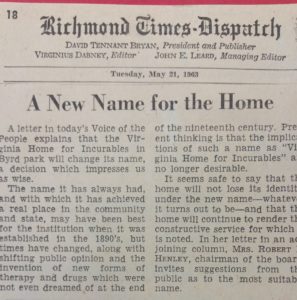 18
Richmond Times-Dispatch
DAVID TENNANT BRYAN, President and Publisher
VIRGINIUS DABNEY, Editor JOHN E. LEARD, Managing Editor
Tuesday, May 21, 1963
A New Name for the Home
A letter in today's Voice of the
People explains that the Vir-
ginia Home for Incurables in
Byrd park will change its name,
a decision which impresses us
as wise.
The name it has always had,
and with which it has achieved
a real place in the community
and state, may have been best
for the institution when it was
established in the 1890's, but
times have changed, along with
shifting public opinion and the
invention of new forms of
therapy and drugs which were
not even dreamed of at the end
of the nineteenth century. Pres
ent thinking is that the implic
tions of such a name as "Vi
ginia Home for Incurables" a
no longer desirable.
It seems safe to say that th
home will not lose its identit
under the new name—whatev
it turns out to be—and that th
home will continue to render th
constructive service for which
is noted. In her letter in an ad
joining column, MRS. ROBERT
HENLEY, chairman of the boar
invites suggestions from th
public as to the most suitab
name.